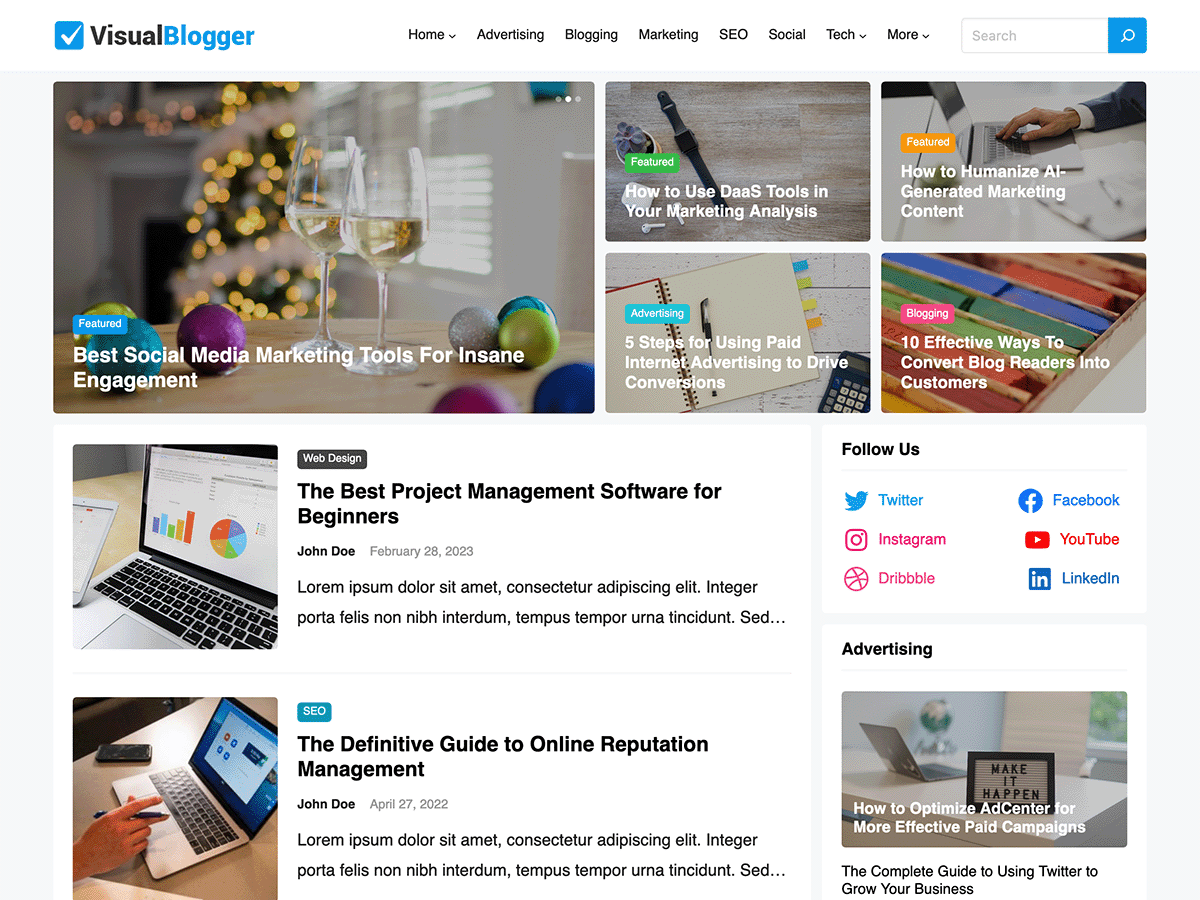 VisualBlogger
Home
Advertising
Blogging
Marketing
SEO
Social
Tech
More
Search
Featured
Best Social Media Marketing Tools For Insane
Engagement
Featured
How to Use DaaS Tools in
Your Marketing Analysis
Featured
How to Humanize AI-
Generated Marketing
Content
Advertising
5 Steps for Using Paid
Internet Advertising to Drive
Conversions
Blogging
10 Effective Ways To
Convert Blog Readers Into
Customers
Web Design
The Best Project Management Software for
Beginners
John Doe February 28, 2023
Lorem ipsum dolor sit amet, consectetur adipiscing elit. Integer
porta felis non nibh interdum, tempus tempor urna tincidunt. Sed…
SEO
The Definitive Guide to Online Reputation
Management
John Doe April 27, 2022
Lorem ipsum dolor sit amet, consectetur adipiscing elit. Integer
porta felis non nibh interdum, tempus tempor urna tincidunt. Sed…
Follow Us
Twitter
Facebook
Instagram
YouTube
Dribbble
LinkedIn
Advertising
MAKE
IT
HAPPEN
How to Optimize AdCenter for
More Effective Paid Campaigns
The Complete Guide to Using Twitter to
Grow Your Business